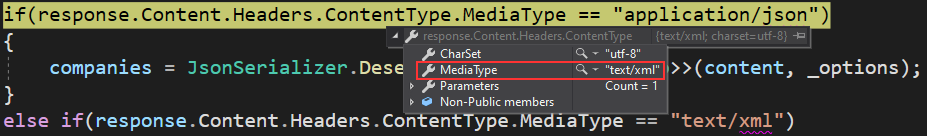 if(response.Content.Headers.ContentType.MediaType == "application/json")
response.Content.Headers.ContentType {text/xml; charset=utf-8}
{
CharSet "utf-8"
companies = JsonSerializer.Dese >>(content, _options);
MediaType "text/xml"
}
Parameters Count = 1
Non-Public members
else if(response.Content.Headers.ContentType.MediaType == "text/xml")